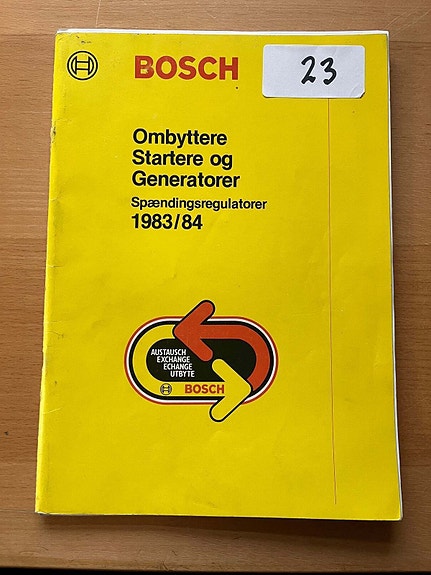 BOSCH
23
Ombyttere
Startere og
Generatorer
Spændingsregulatorer
1983/84
AUSTAUSCH
EXCHANGE
ECHANGE
UTBYTE
BOSCH